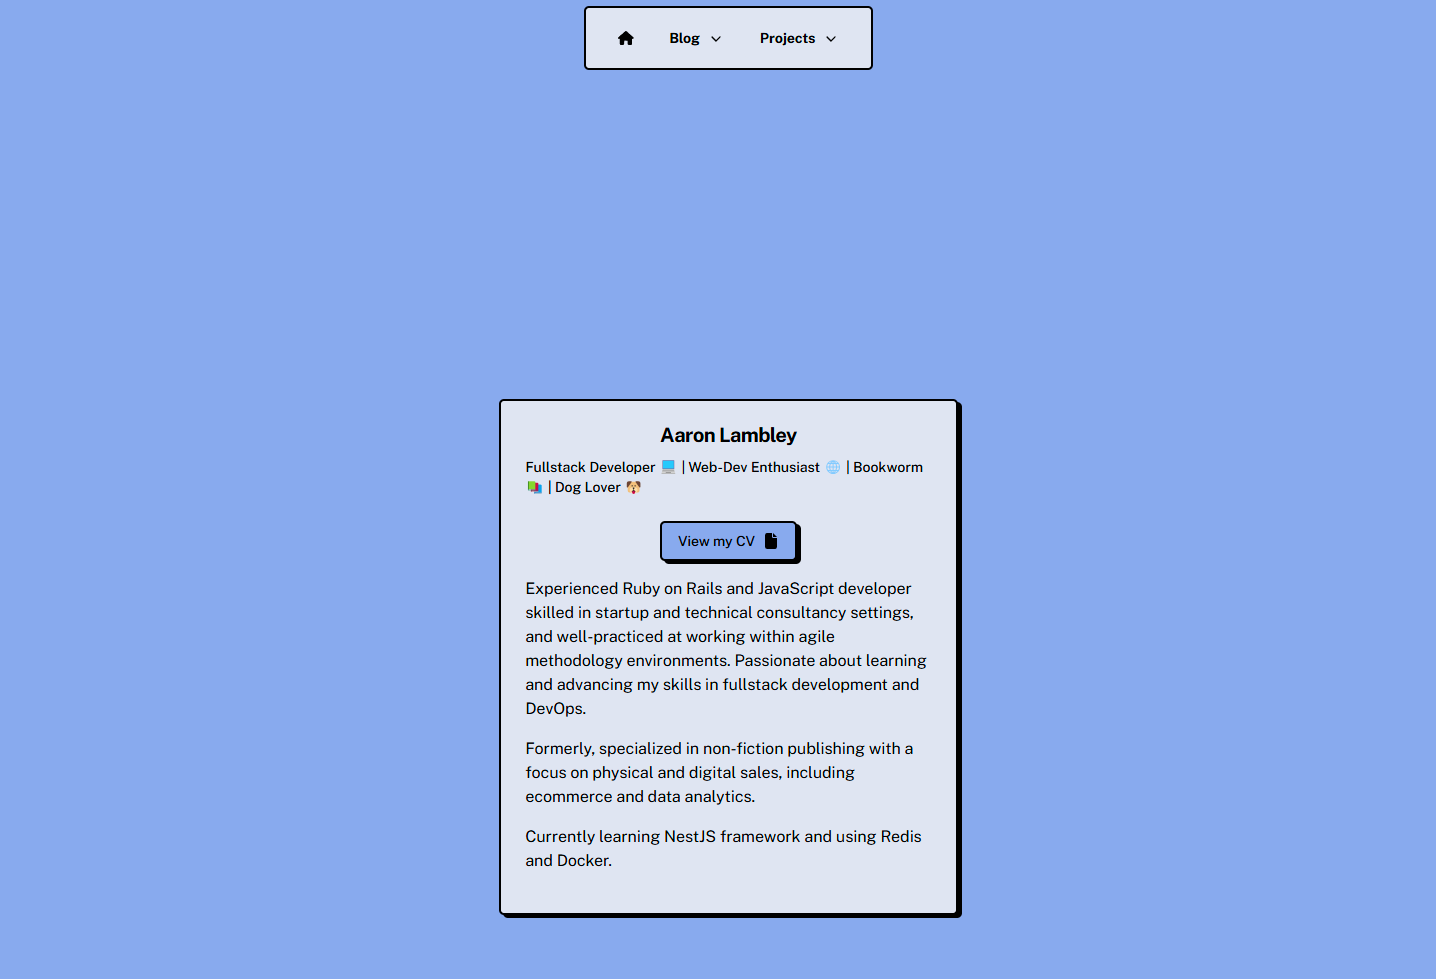 Blog Projects
Aaron Lambley
Fullstack Developer 💻 | Web-Dev Enthusiast 🌐 | Bookworm
📚 | Dog Lover 🐶
View my CV
Experienced Ruby on Rails and JavaScript developer
skilled in startup and technical consultancy settings,
and well-practiced at working within agile
methodology environments. Passionate about learning
and advancing my skills in fullstack development and
DevOps.
Formerly, specialized in non-fiction publishing with a
focus on physical and digital sales, including
ecommerce and data analytics.
Currently learning NestJS framework and using Redis
and Docker.